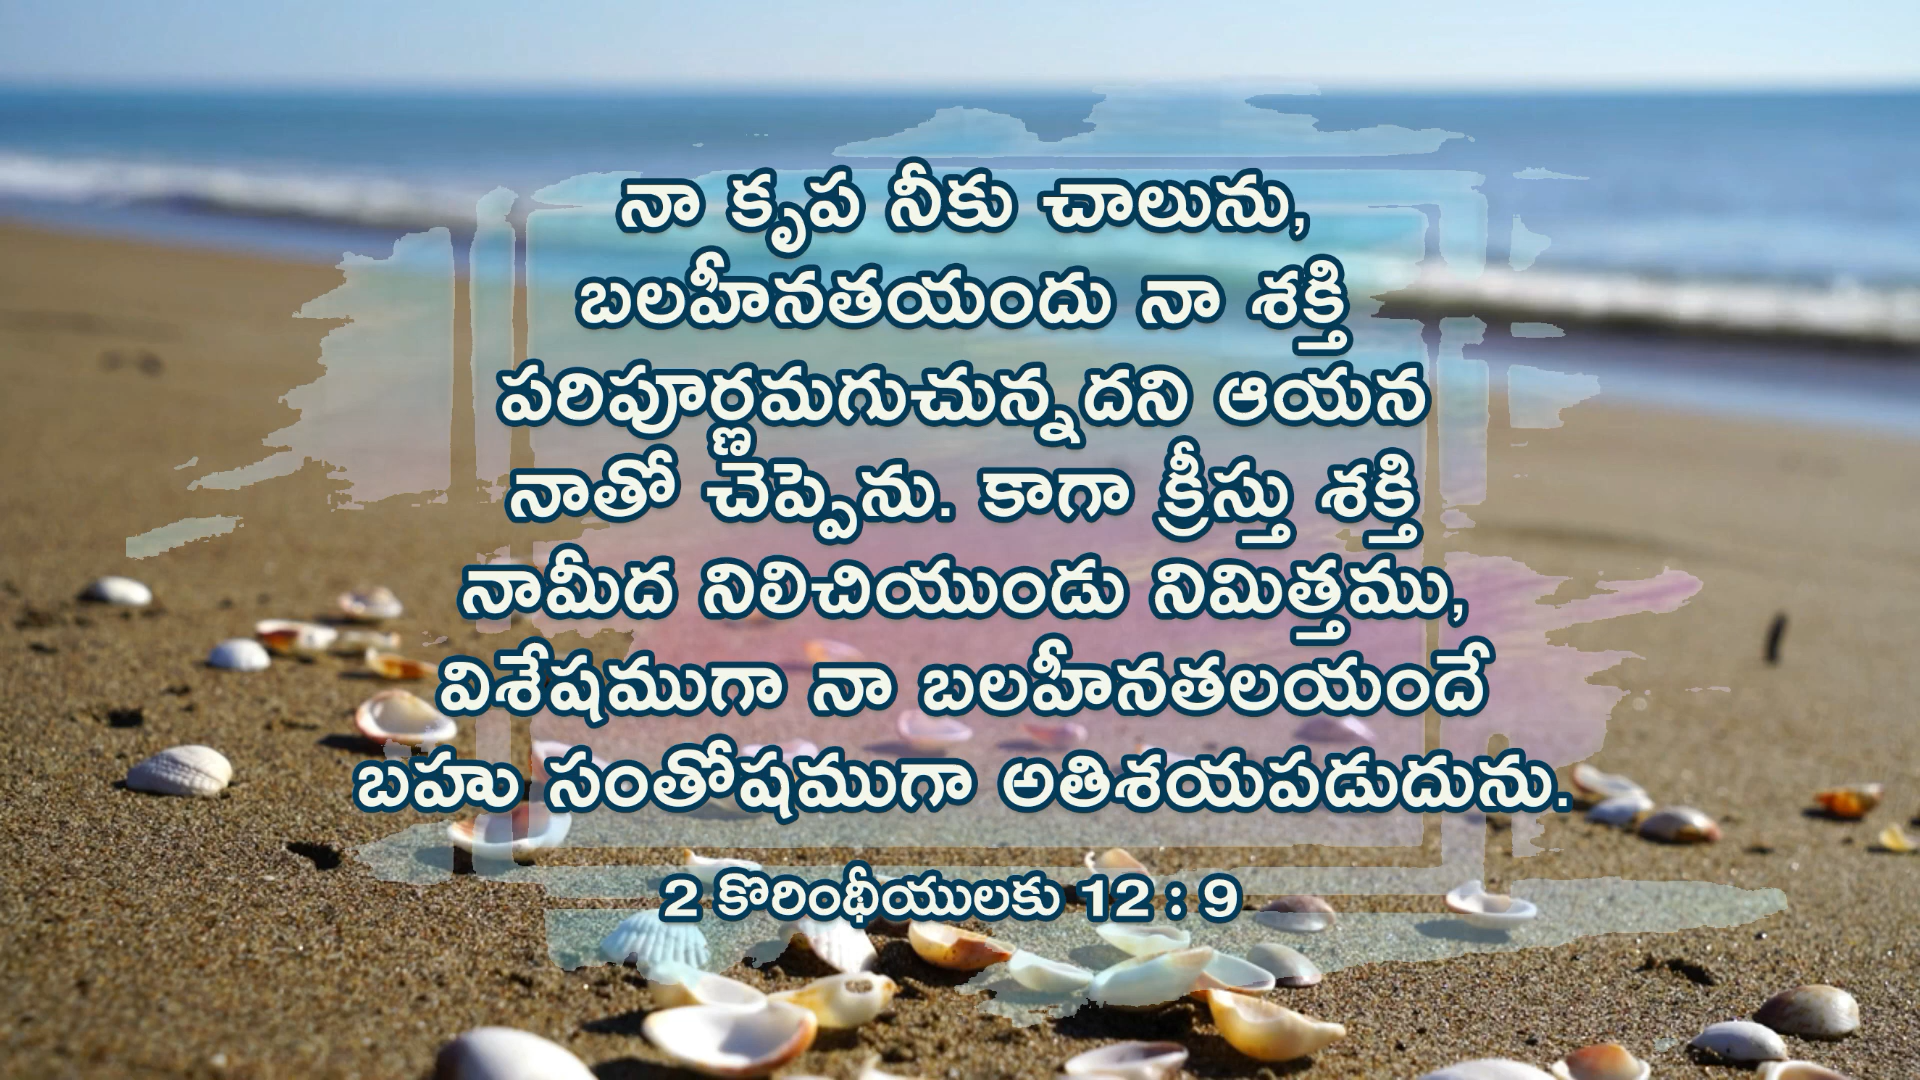 నా కృప నీకు చాలును,
బలహీనతయందు నా శక్తి
పరిపూర్ణమగుచున్నదని ఆయన
నాతో చెప్పెను. కాగా క్రీస్తు శక్తి
నామీద నిలిచియుండు నిమిత్తము,
విశేషముగా నా బలహీనతలయందే
బహు సంతోషముగా అతిశయపడుదును.
2 కొరింథీయులకు 12 : 9